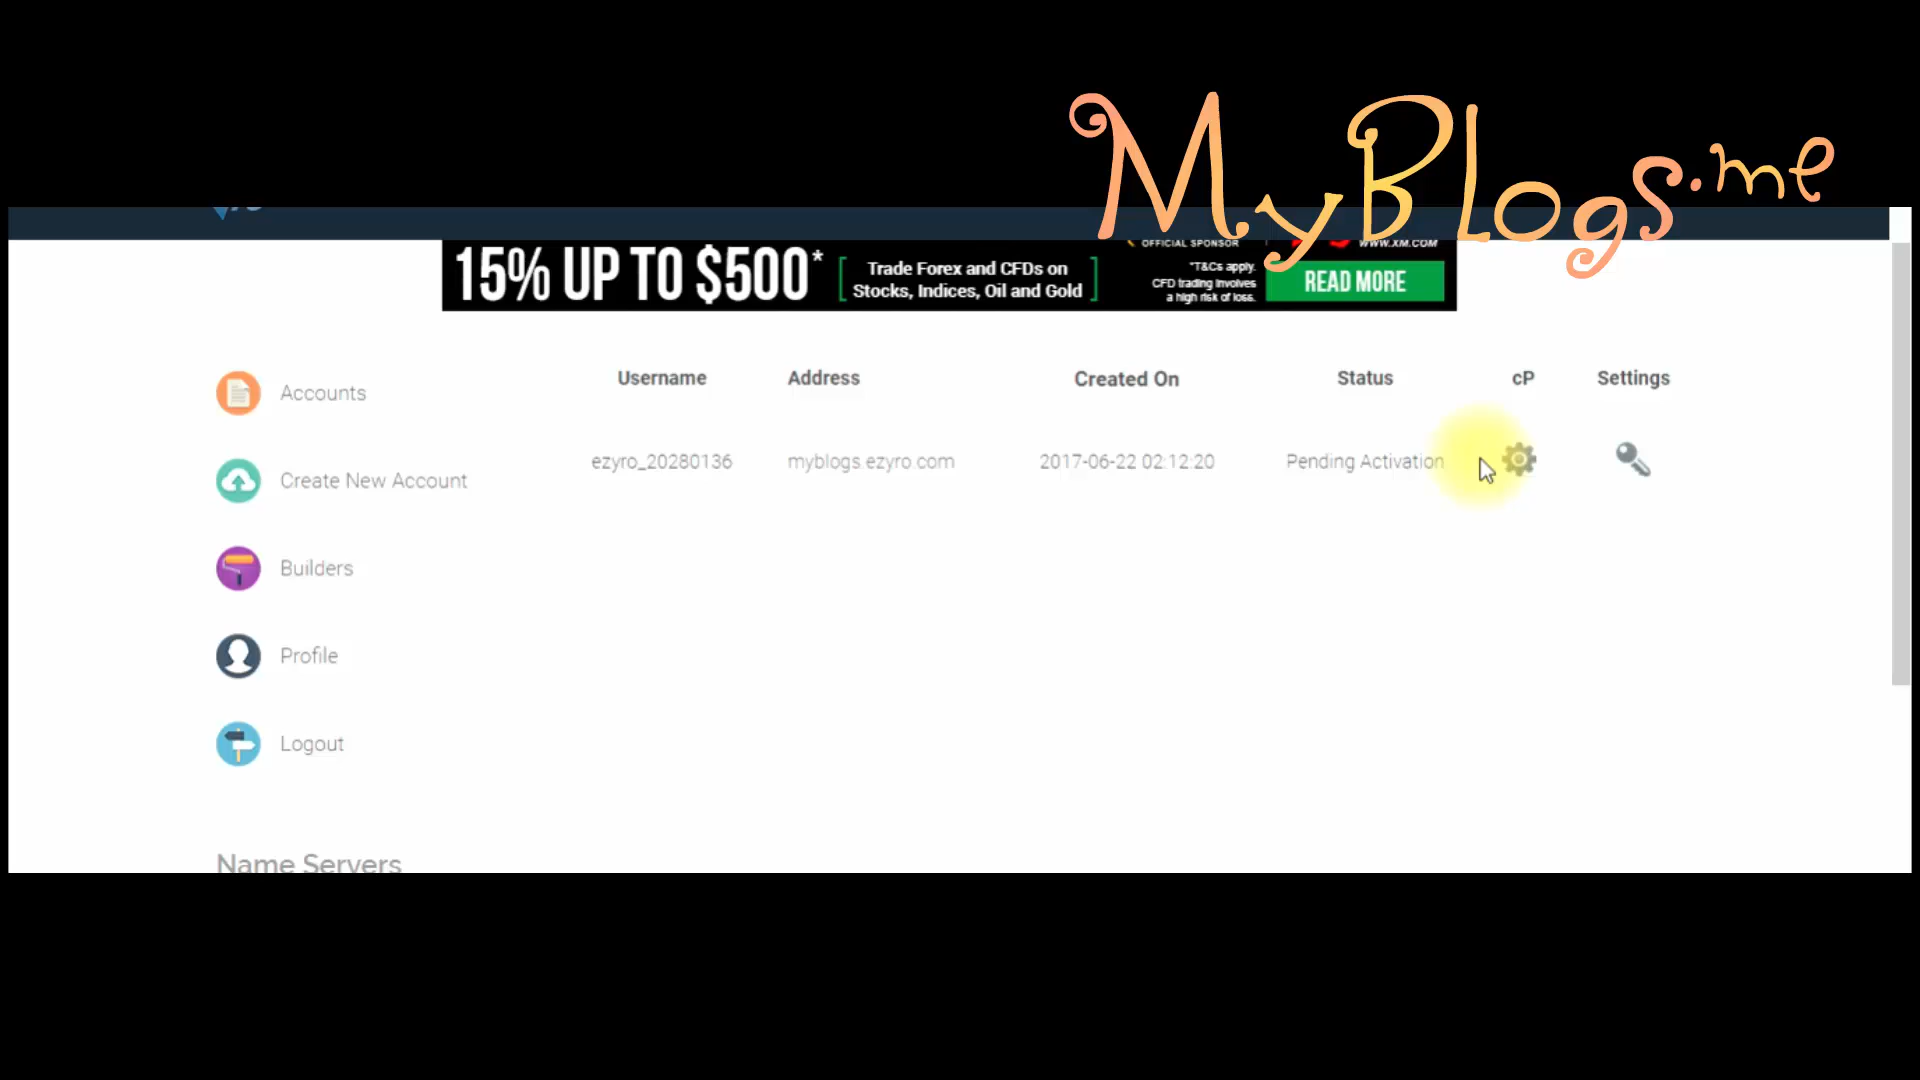 MyBlogs.me
15% UP TO $500*
Trade Forex and CFDs on
Stocks, Indices, Oil and Gold
OFFICIAL SPONSOR
WWW.XM.COM
*T&Cs apply.
CFD trading involves
a high risk of loss.
READ MORE
Accounts
Create New Account
Builders
Profile
Logout
Username Address Created On Status cP Settings
ezyro_20280136 myblogs.ezyro.com 2017-06-22 02:12:20 Pending Activation
Name Servers